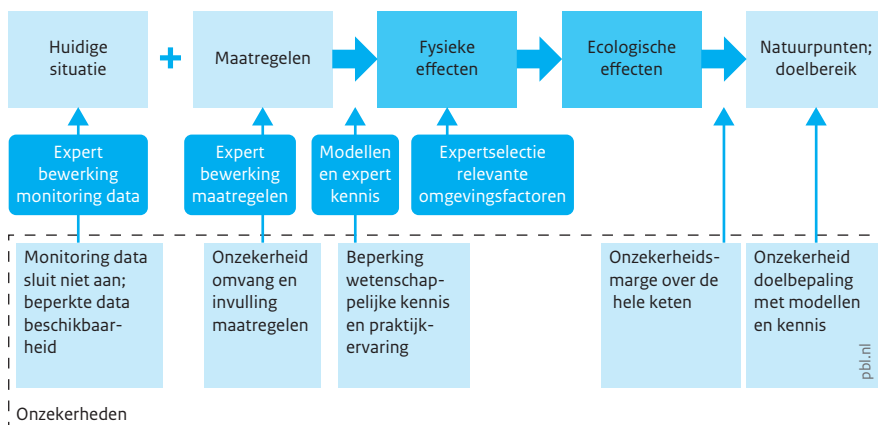 Huidige
situatie
+
Maatregelen
Fysieke
effecten
Ecologische
effecten
Natuurpunten;
doelbereik
Expert
bewerking
monitoring data
Expert
bewerking
maatregelen
Modellen
en expert
kennis
Expertselectie
relevante
omgevingsfactoren
Monitoring data
sluit niet aan;
beperkte data
beschikbaar-
heid
Onzekerheid
omvang en
invulling
maatregelen
Beperking
wetenschap-
pelijke kennis
en praktijk-
ervaring
Onzekerheids-
marge over de
hele keten
Onzekerheid
doelbepaling
met modellen
en kennis
pbl.nl
Onzekerheden